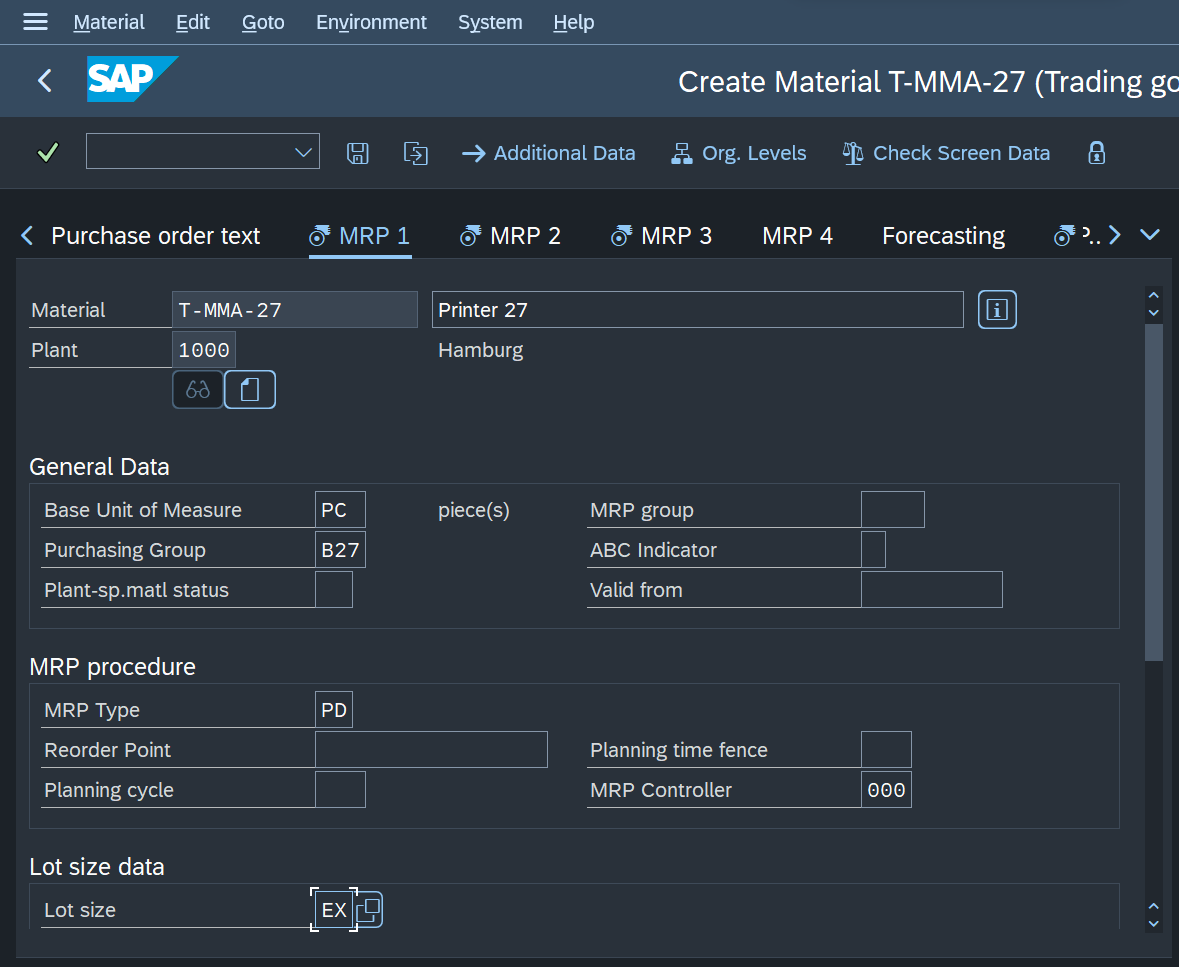 Material Edit Goto Environment System Help
SAP Create Material T-MMA-27 (Trading go
Additional Data Org. Levels Check Screen Data
Purchase order text MRP 1 MRP 2 MRP 3 MRP 4 Forecasting P..
Material T-MMA-27 Printer 27
Plant 1000 Hamburg
General Data
Base Unit of Measure PC piece(s) MRP group
Purchasing Group B27 ABC Indicator
Plant-sp.matl status Valid from
MRP procedure
MRP Type PD
Reorder Point Planning time fence
Planning cycle MRP Controller 000
Lot size data
Lot size EX